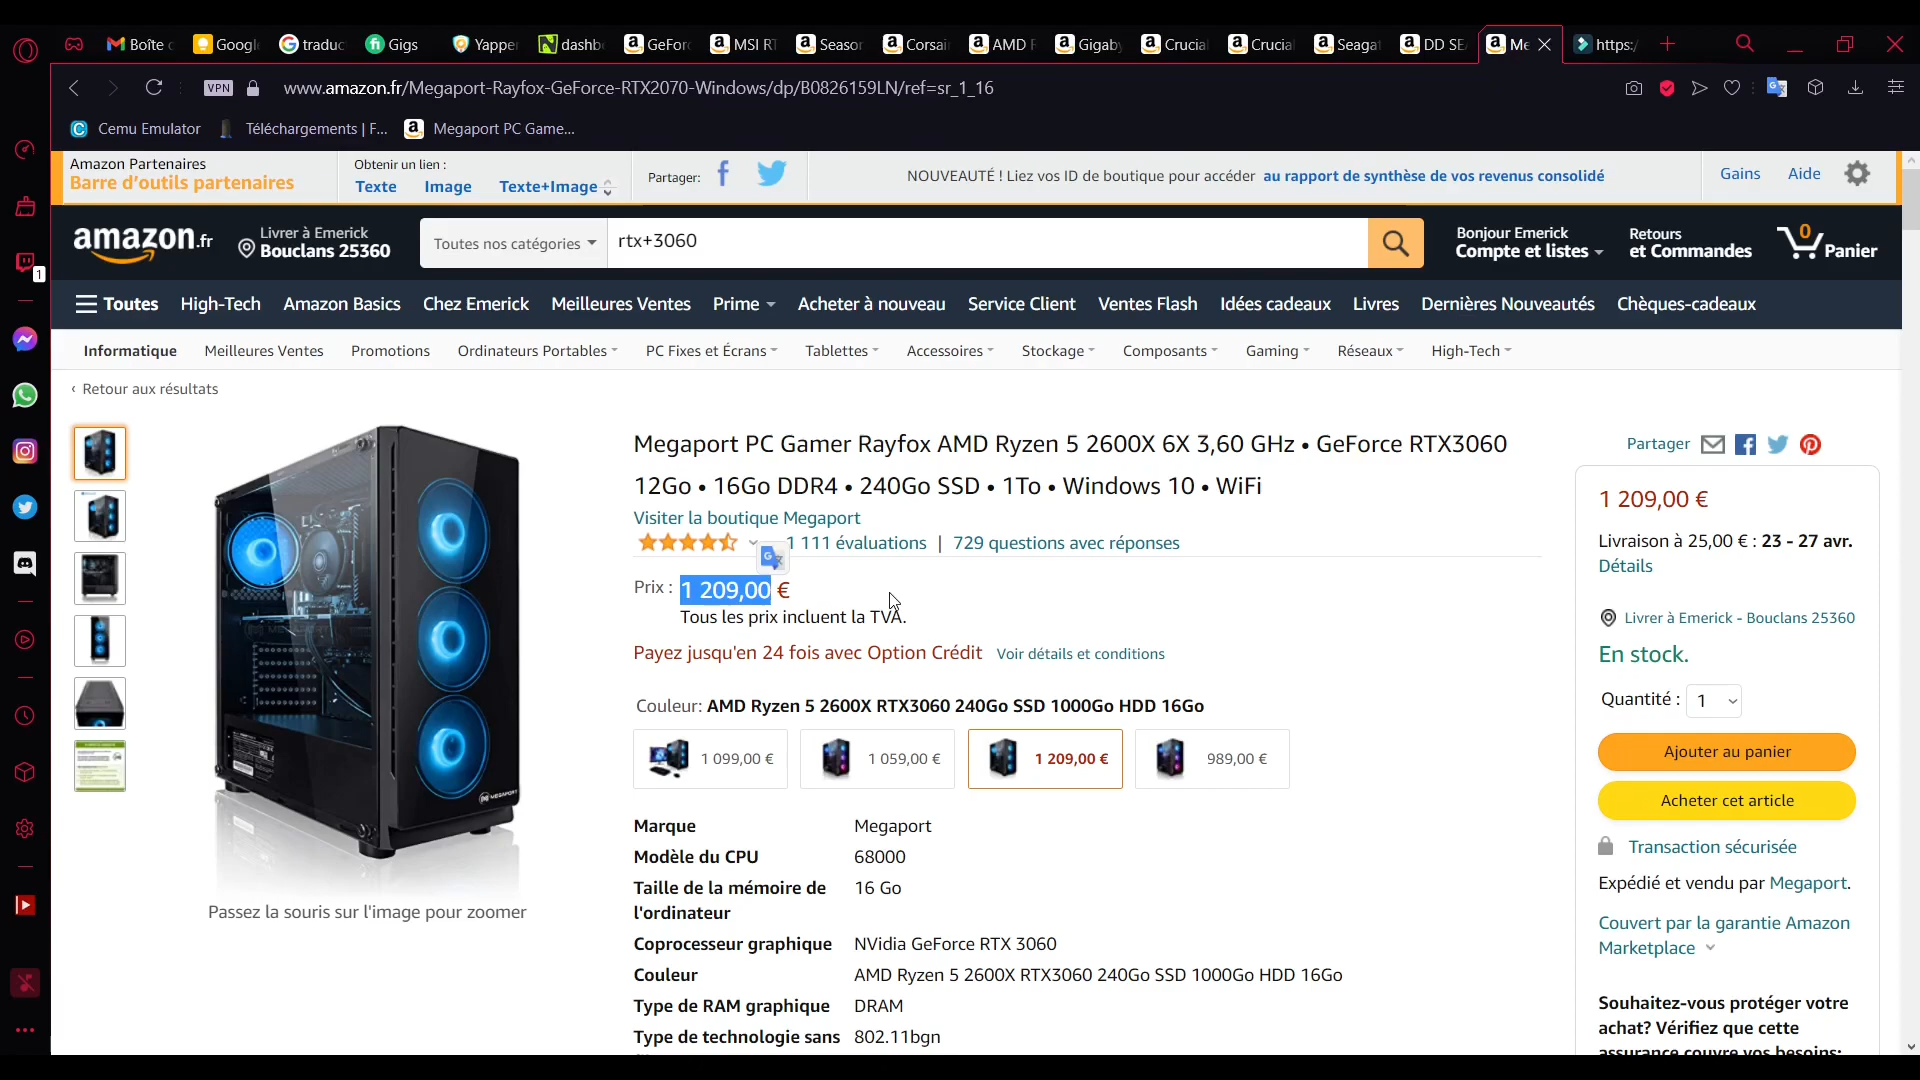 Boîte
Googl
traduc
Gigs
Yapper
dashb
GeFor
MSI RT
Season
Corsai
AMD
Gigaby
Crucia
Crucia
Seagat
DD SE
Me
https:/
VPN
www.amazon.fr/Megaport-Rayfox-GeForce-RTX2070-Windows/dp/B0826159LN/ref=sr_1_16
Cemu Emulator
Téléchargements | F...
Megaport PC Game...
Amazon Partenaires
Barre d'outils partenaires
Obtenir un lien :
Texte
Image
Texte+Image
Partager:
NOUVEAUTÉ ! Liez vos ID de boutique pour accéder au rapport de synthèse de vos revenus consolidé
Gains
Aide
amazon.fr
Livrer à Emerick
Bouclans 25360
Toutes nos catégories
rtx+3060
Bonjour Emerick
Compte et listes
Retours
et Commandes
0
Panier
1
Toutes
High-Tech
Amazon Basics
Chez Emerick
Meilleures Ventes
Prime
Acheter à nouveau
Service Client
Ventes Flash
Idées cadeaux
Livres
Dernières Nouveautés
Chèques-cadeaux
Informatique
Meilleures Ventes
Promotions
Ordinateurs Portables
PC Fixes et Écrans
Tablettes
Accessoires
Stockage
Composants
Gaming
Réseaux
High-Tech
‹ Retour aux résultats
MEGAPORT
Passez la souris sur l'image pour zoomer
Megaport PC Gamer Rayfox AMD Ryzen 5 2600X 6X 3,60 GHz • GeForce RTX3060
12Go • 16Go DDR4 • 240Go SSD • 1To • Windows 10 • WiFi
Visiter la boutique Megaport
1 111 évaluations | 729 questions avec réponses
Prix : 1 209,00 €
Tous les prix incluent la TVA.
Payez jusqu'en 24 fois avec Option Crédit Voir détails et conditions
Couleur: AMD Ryzen 5 2600X RTX3060 240Go SSD 1000Go HDD 16Go
1 099,00 €
1 059,00 €
1 209,00 €
989,00 €
Marque Megaport
Modèle du CPU 68000
Taille de la mémoire de 16 Go
l'ordinateur
Coprocesseur graphique NVidia GeForce RTX 3060
Couleur AMD Ryzen 5 2600X RTX3060 240Go SSD 1000Go HDD 16Go
Type de RAM graphique DRAM
Type de technologie sans 802.11bgn
Partager
1 209,00 €
Livraison à 25,00 € : 23 - 27 avr.
Détails
Livrer à Emerick - Bouclans 25360
En stock.
Quantité : 1
Ajouter au panier
Acheter cet article
Transaction sécurisée
Expédié et vendu par Megaport.
Couvert par la garantie Amazon
Marketplace
Souhaitez-vous protéger votre
achat? Vérifiez que cette
assurance couvre vos besoins: